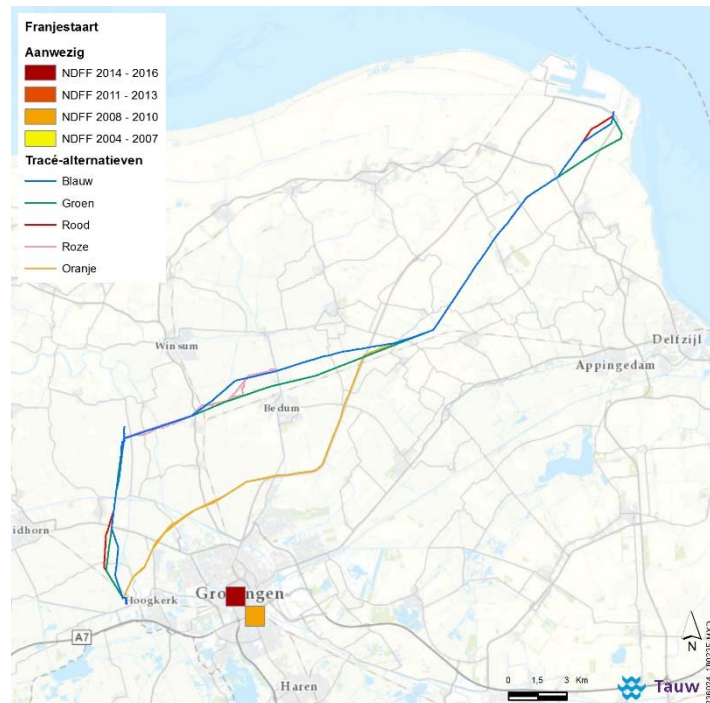 Franjestaart
Aanwezig
NDFF 2014 - 2016
NDFF 2011 - 2013
NDFF 2008 - 2010
NDFF 2004 - 2007
Tracé-alternatieven
Blauw
Groen
Rood
Roze
Oranje
Winsum
Delfzijl
Appingedam
Bedum
idhorn
Hoogkerk
Groningen
A7
Haren
N
0 1,5 3 Km
Tauw